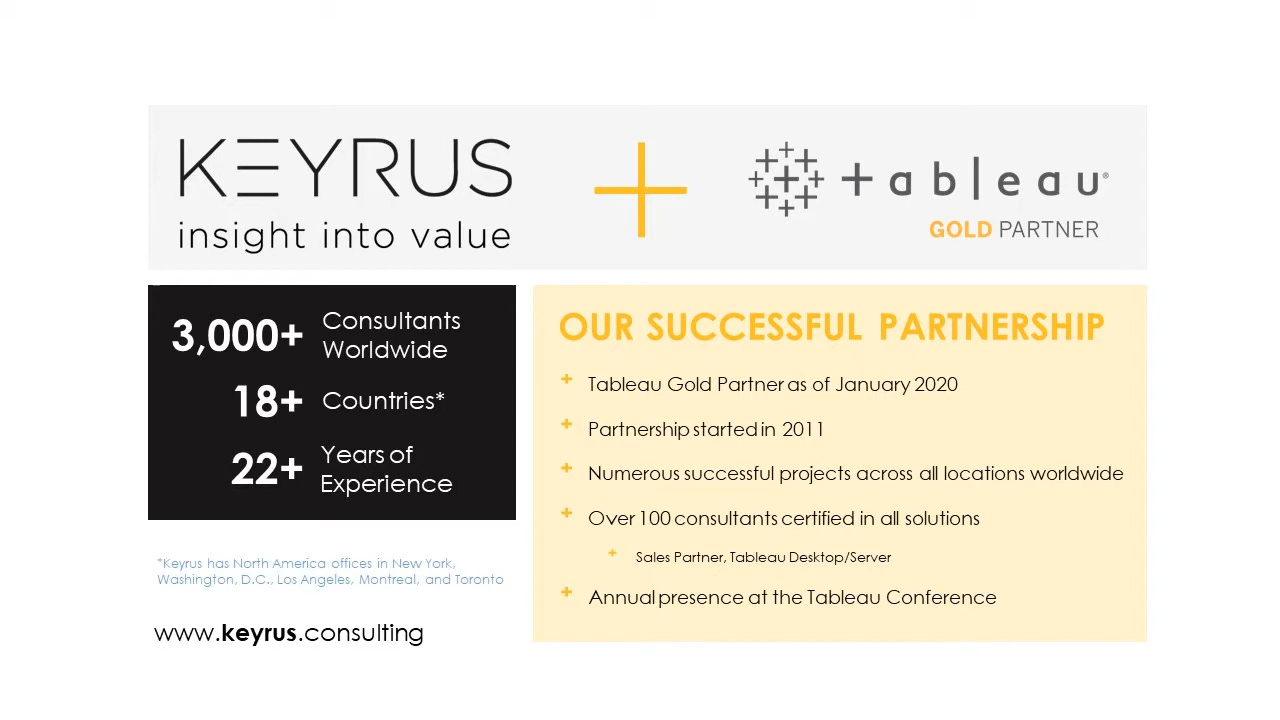 KEYRUS
insight into value
+ableau®
GOLD PARTNER
3,000+ Consultants
Worldwide
18+ Countries*
22+ Years of
Experience
*Keyrus has North America offices in New York,
Washington, D.C., Los Angeles, Montreal, and Toronto
www.keyrus.consulting
OUR SUCCESSFUL PARTNERSHIP
Tableau Gold Partner as of January 2020
Partnership started in 2011
Numerous successful projects across all locations worldwide
Over 100 consultants certified in all solutions
Sales Partner, Tableau Desktop/Server
Annual presence at the Tableau Conference